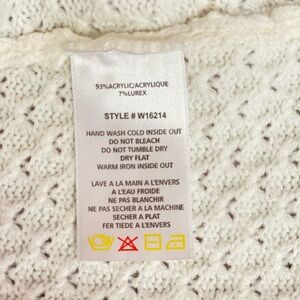 93%ACRYLIC/ACRYLIQUE
7%LUREX
STYLE # W16214
HAND WASH COLD INSIDE OUT
DO NOT BLEACH
DO NOT TUMBLE DRY
DRY FLAT
WARM IRON INSIDE OUT
LAVE A LA MAIN A L'ENVERS
A L'EAU FROIDE
NE PAS BLANCHIR
NE PAS SECHER A LA MACHINE
SECHER A PLAT
FER TIEDE A L'ENVERS